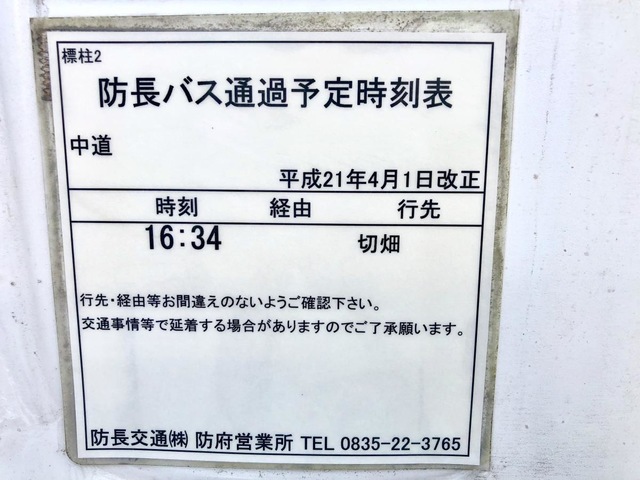 標柱2
防長バス通過予定時刻表
中道
平成21年4月1日改正
時刻 経由 行先
16:34 切畑
行先・経由等お間違えのないようご確認下さい。
交通事情等で延着する場合がありますのでご了承願います。
防長交通㈱ 防府営業所 TEL 0835-22-3765